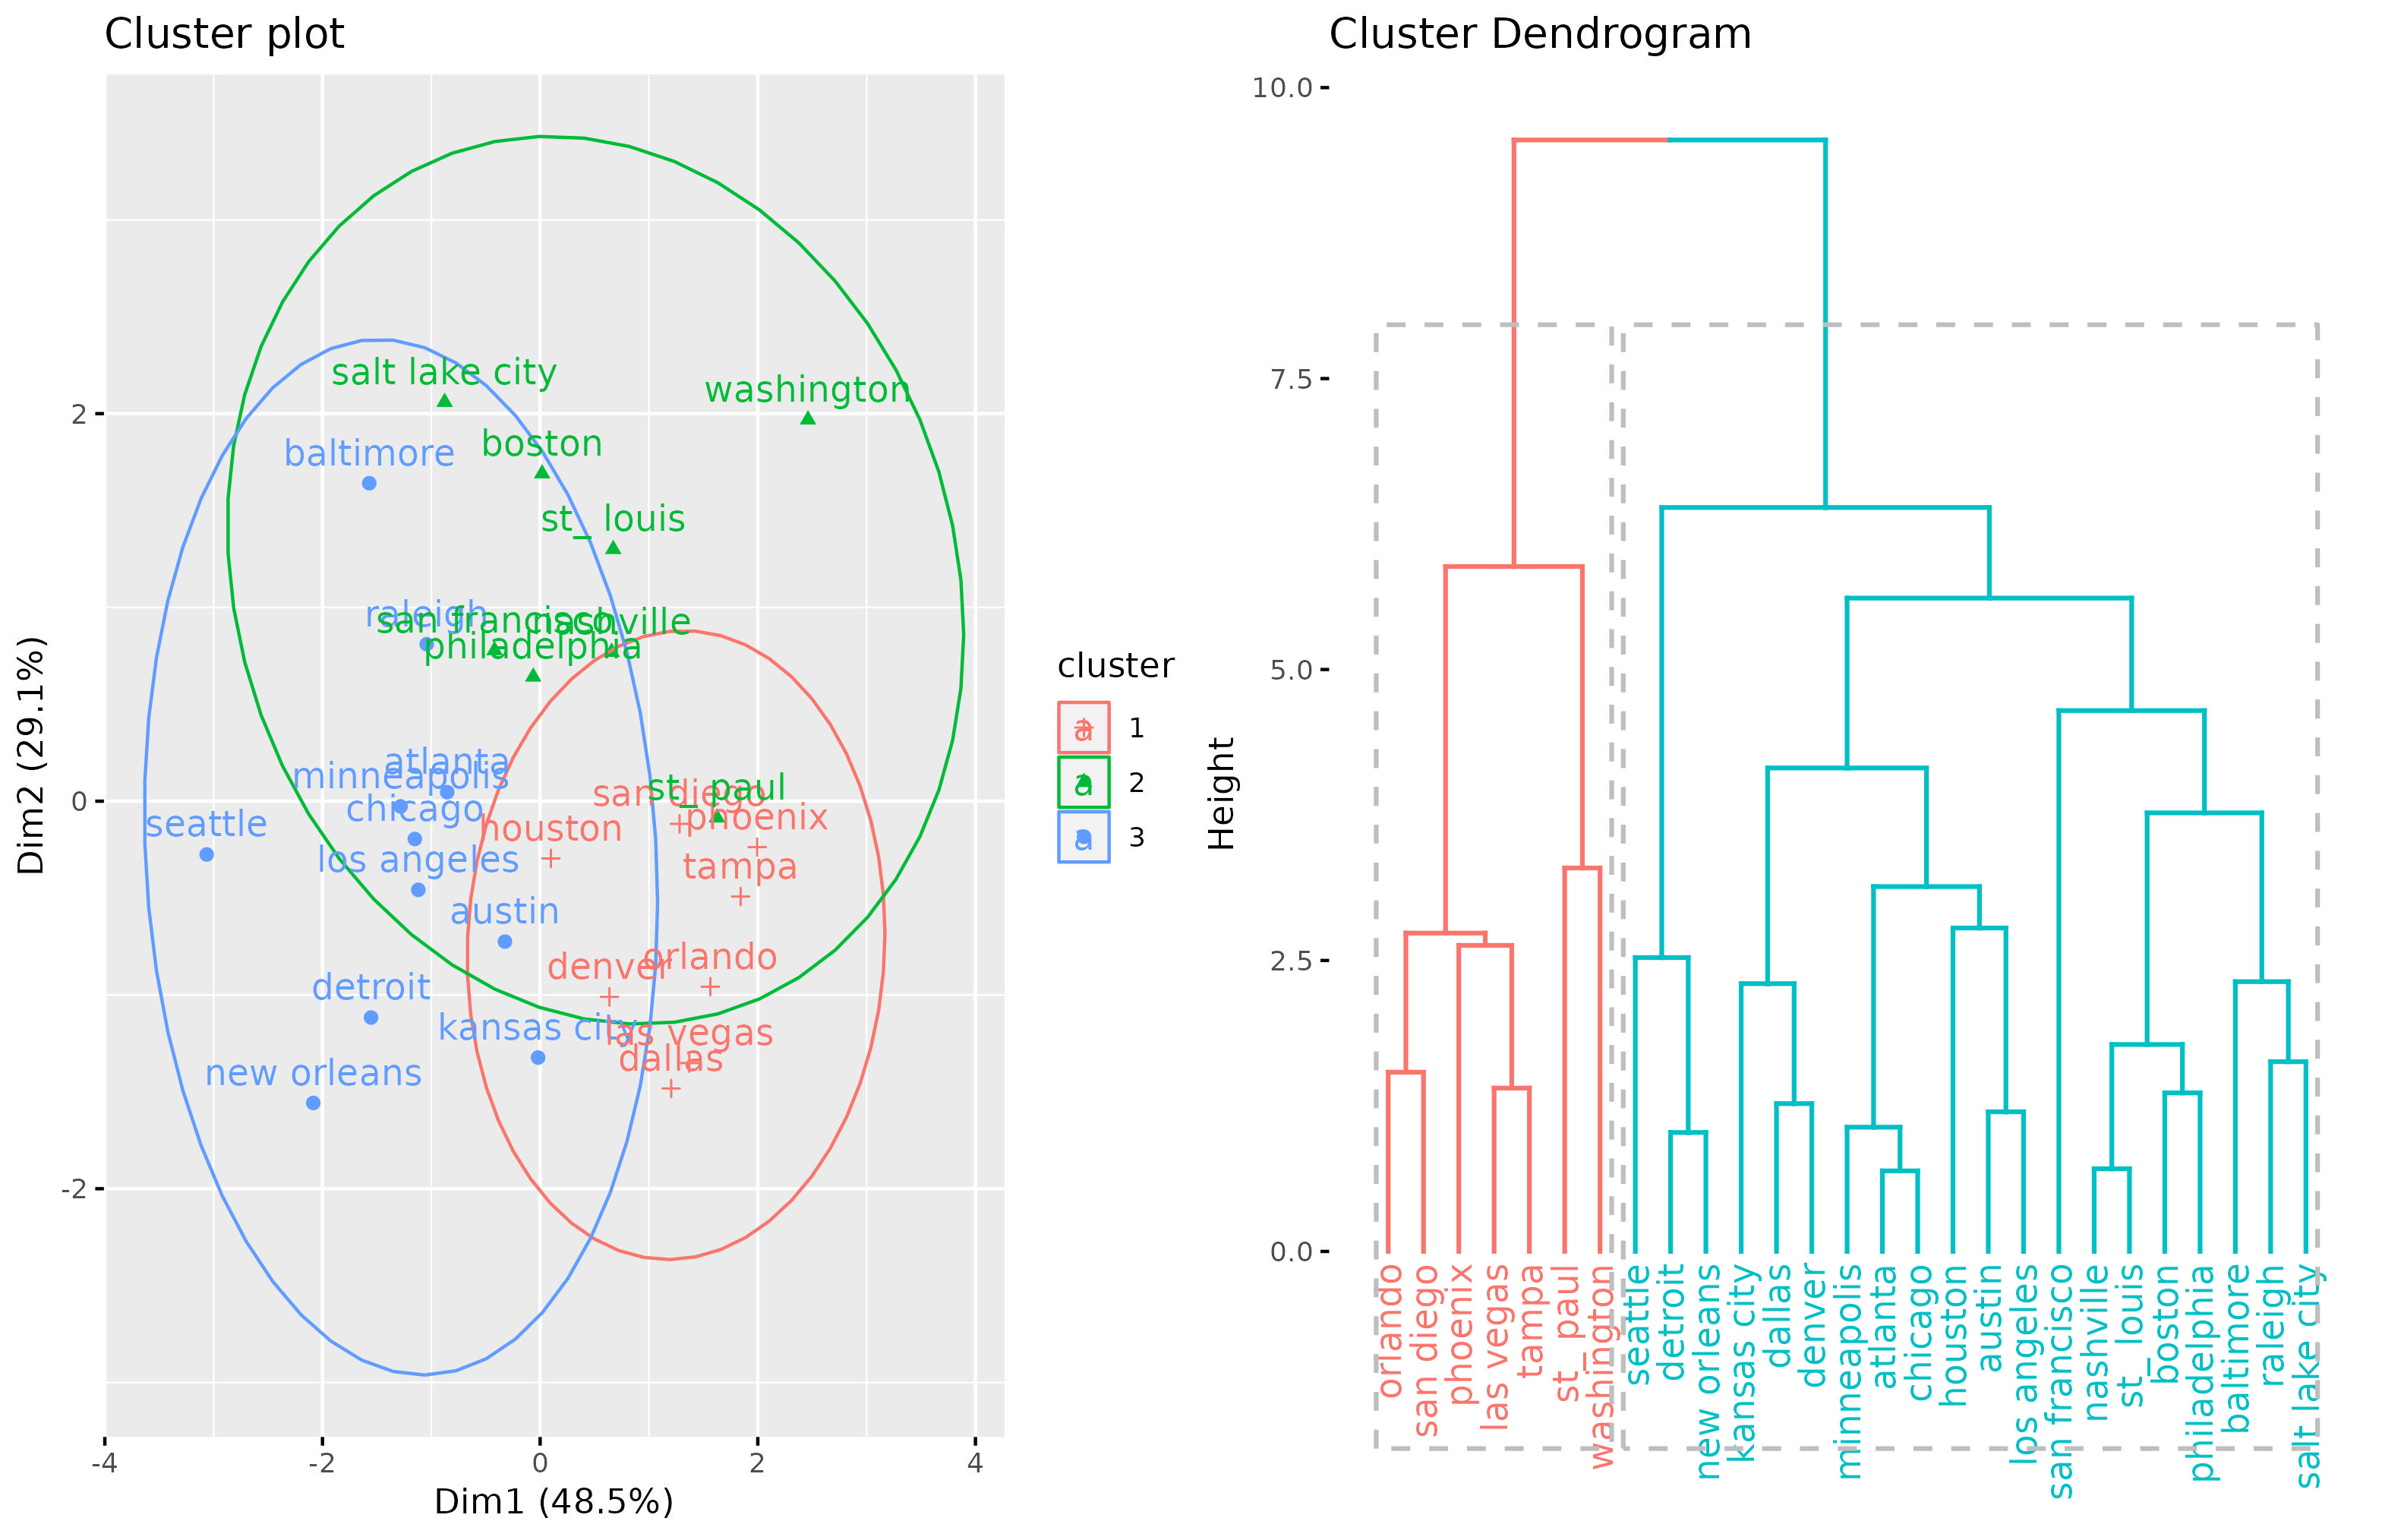 Cluster plot
salt lake city
washington
baltimore
boston
st_ louis
raleigh
san francisco
nashville
philadelphia
atlanta
minneapolis
chicago
seattle
san diego
st_ paul
phoenix
houston
los angeles
tampa
austin
denver
orlando
detroit
kansas city
las vegas
dallas
new orleans
2
0
-2
-4
-2
0
2
4
Dim1 (48.5%)
Dim2 (29.1%)
cluster
a 1
a 2
a 3
Cluster Dendrogram
10.0
7.5
5.0
2.5
0.0
Height
orlando
san diego
phoenix
las vegas
tampa
st_ paul
washington
seattle
detroit
new orleans
kansas city
dallas
denver
minneapolis
atlanta
chicago
houston
austin
los angeles
san francisco
nashville
st_ louis
boston
philadelphia
baltimore
raleigh
salt lake city